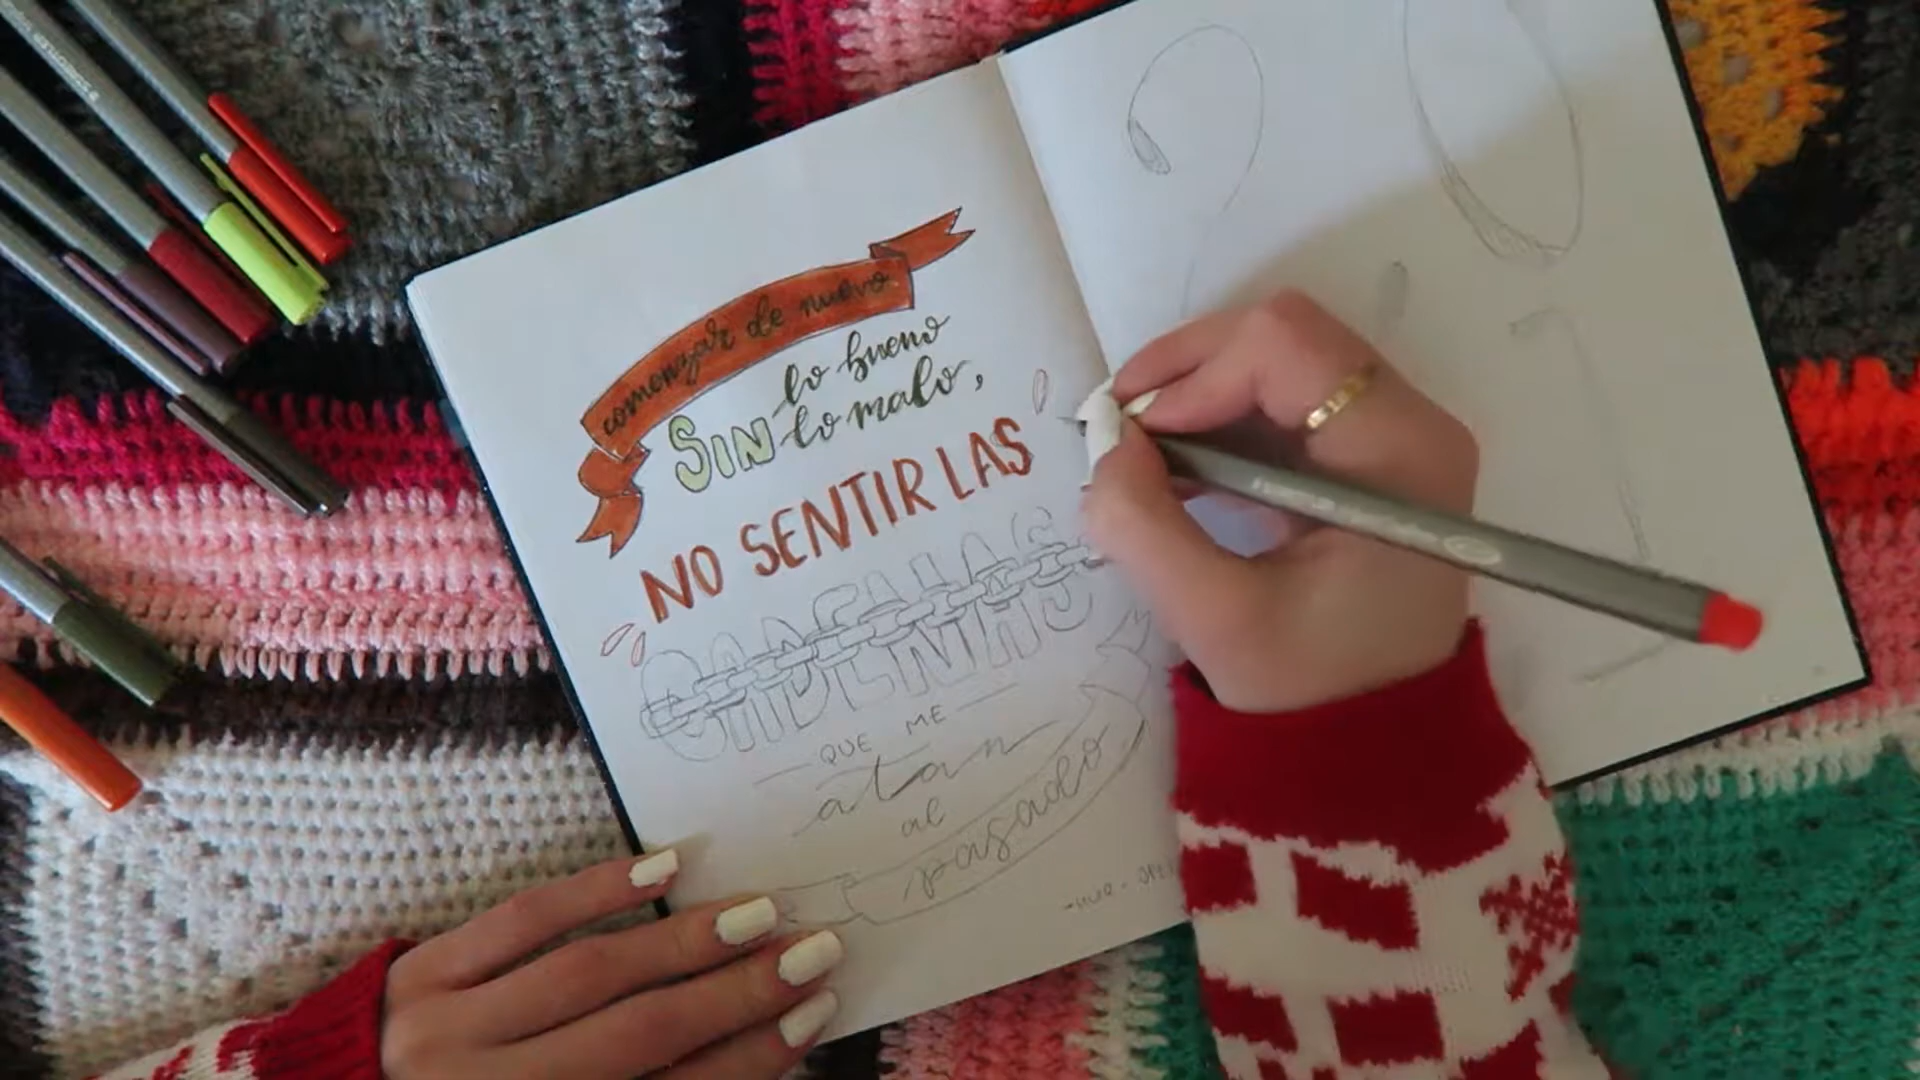 comenzar de nuevo
SIN lo bueno
lo malo,
NO SENTIR LAS
CADENAS
QUE ME
atan
al
pasado